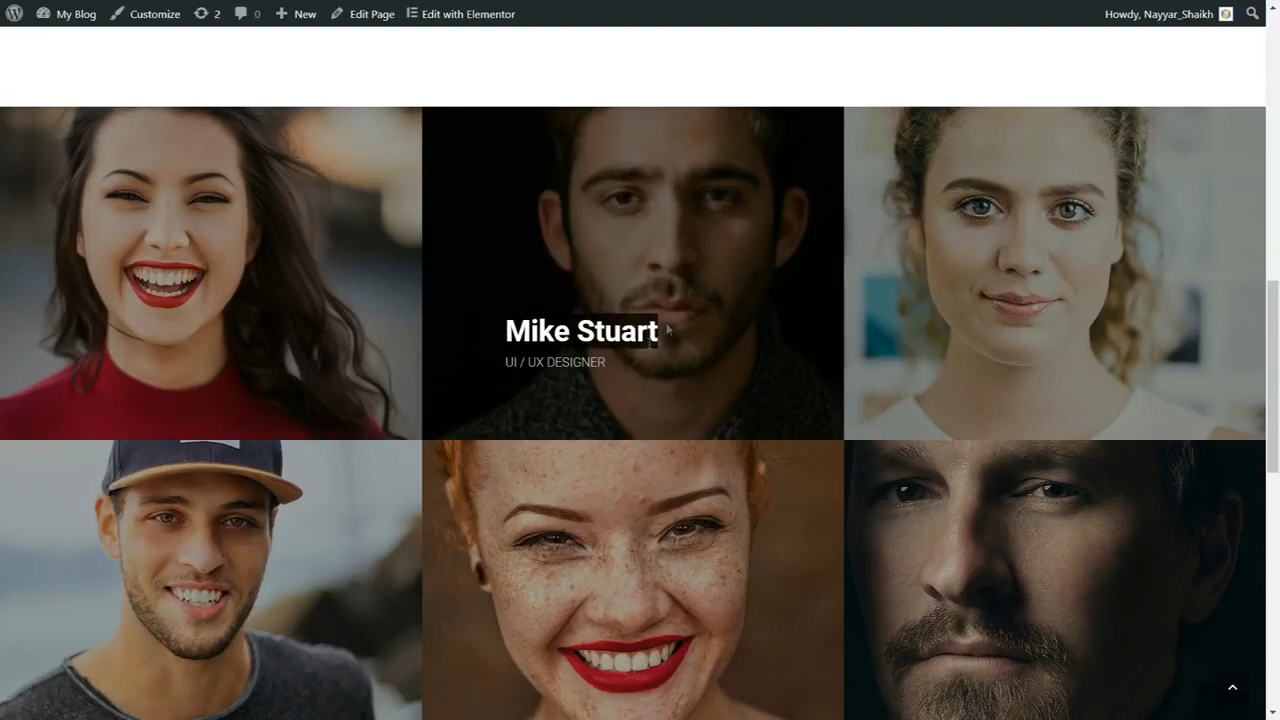 My Blog Customize 2 0 New Edit Page Edit with Elementor Howdy, Nayyar_Shaikh
Mike Stuart
UI / UX DESIGNER